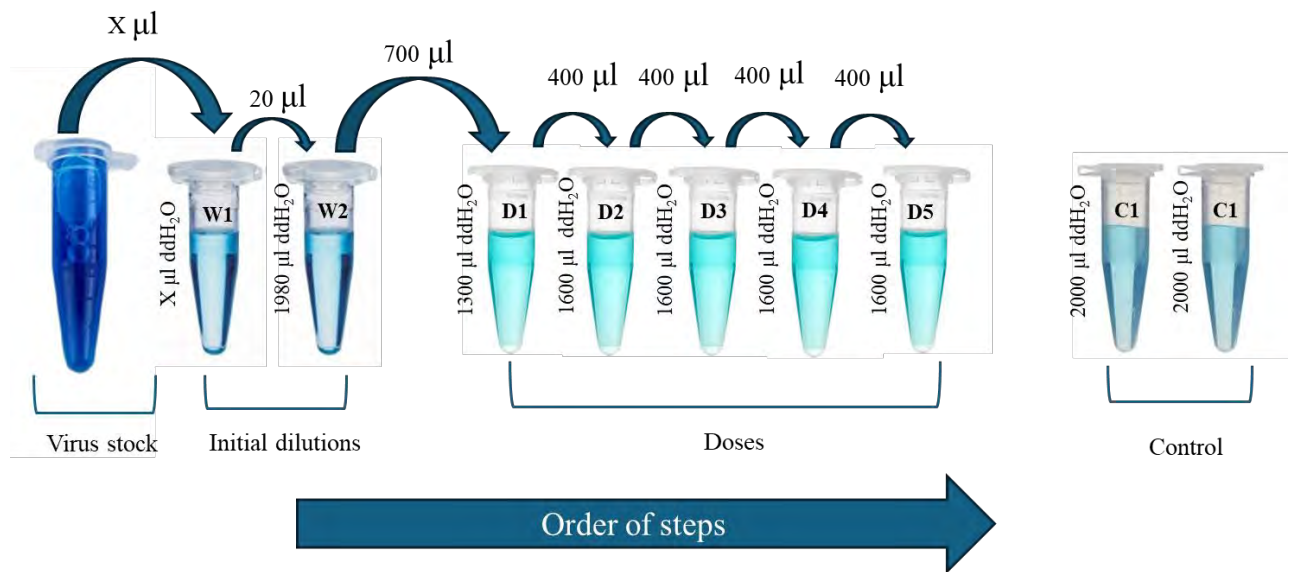 X μl
20 μl
700 μl
400 μl
400 μl
400 μl
400 μl
X μl ddH₂O
W1
1980 μl ddH₂O
W2
1300 μl ddH₂O
D1
1600 μl ddH₂O
D2
1600 μl ddH₂O
D3
1600 μl ddH₂O
D4
1600 μl ddH₂O
D5
2000 μl ddH₂O
C1
2000 μl ddH₂O
C1
Virus stock
Initial dilutions
Doses
Control
Order of steps